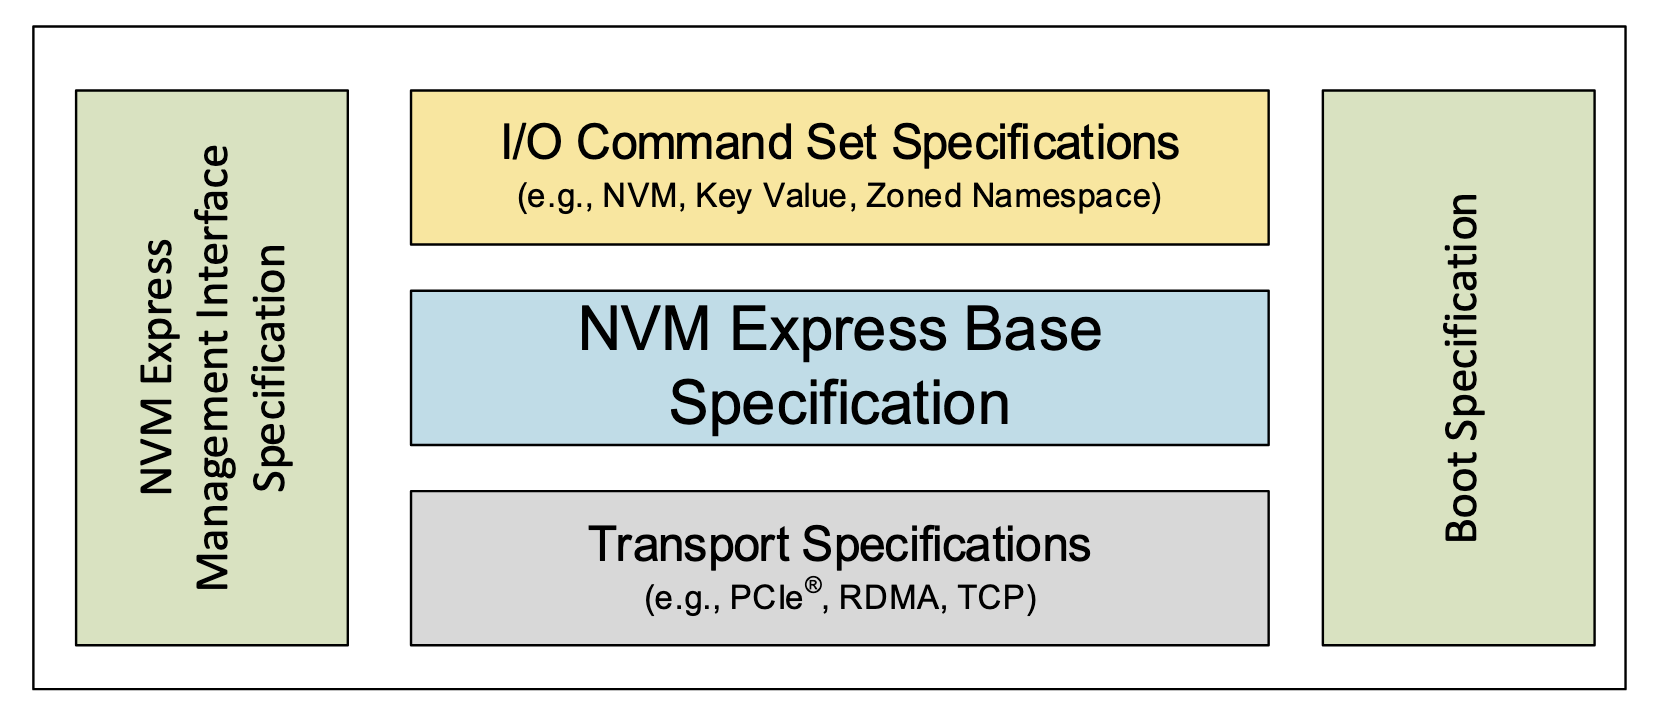 NVM Express
Management Interface
Specification
I/O Command Set Specifications
(e.g., NVM, Key Value, Zoned Namespace)
NVM Express Base
Specification
Transport Specifications
(e.g., PCIe®, RDMA, TCP)
Boot Specification